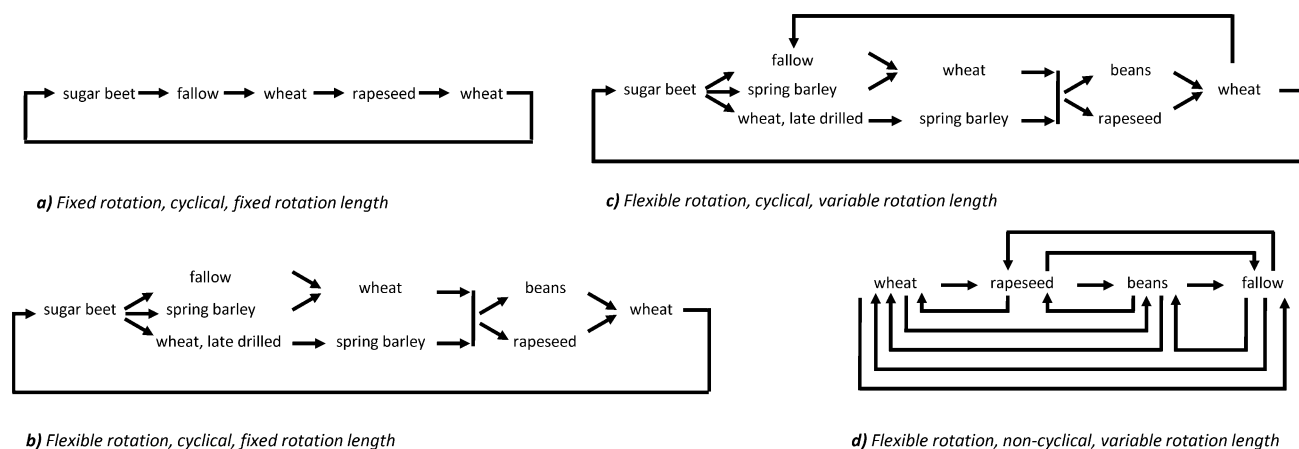 sugar beet fallow wheat rapeseed wheat
a) Fixed rotation, cyclical, fixed rotation length
fallow
sugar beet spring barley
wheat, late drilled
wheat
spring barley
beans
rapeseed
wheat
b) Flexible rotation, cyclical, fixed rotation length
fallow
sugar beet spring barley
wheat, late drilled
wheat
spring barley
beans
rapeseed
wheat
c) Flexible rotation, cyclical, variable rotation length
wheat rapeseed beans fallow
d) Flexible rotation, non-cyclical, variable rotation length